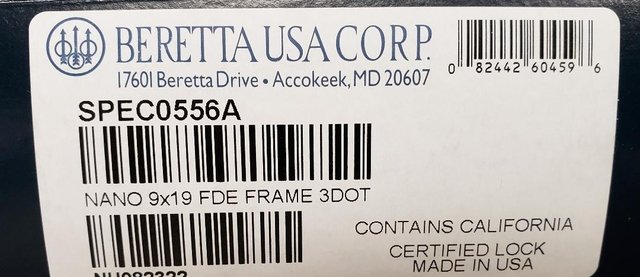 BERETTA USA CORP.
17601 Beretta Drive • Accokeek, MD 20607
0 82442 60459 6
SPEC0556A
NANO 9x19 FDE FRAME 3DOT
CONTAINS CALIFORNIA
CERTIFIED LOCK
MADE IN USA